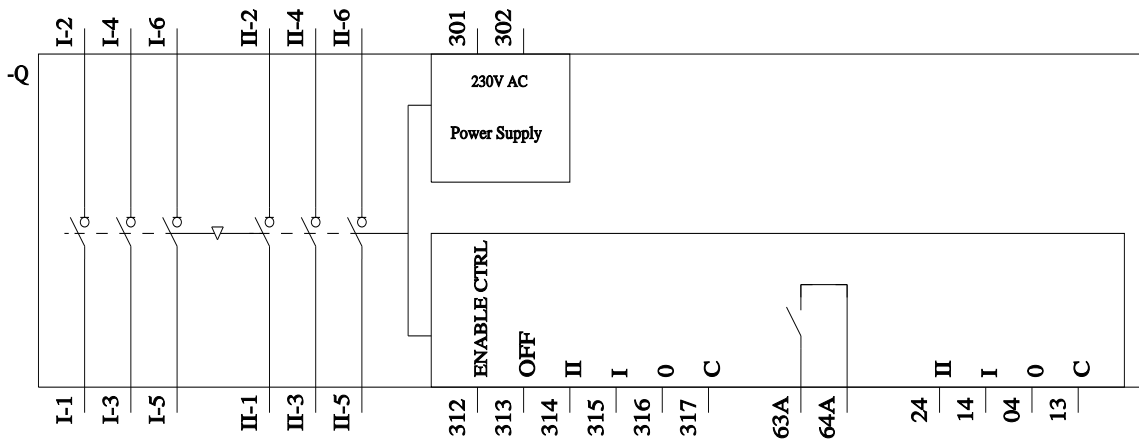 I-2
I-4
I-6
II-2
II-4
II-6
301
302
-Q
230V AC
Power Supply
ENABLE CTRL
OFF
II
I
0
C
II
I
0
C
I-1
I-3
I-5
II-1
II-3
II-5
312
313
314
315
316
317
63A
64A
24
14
04
13